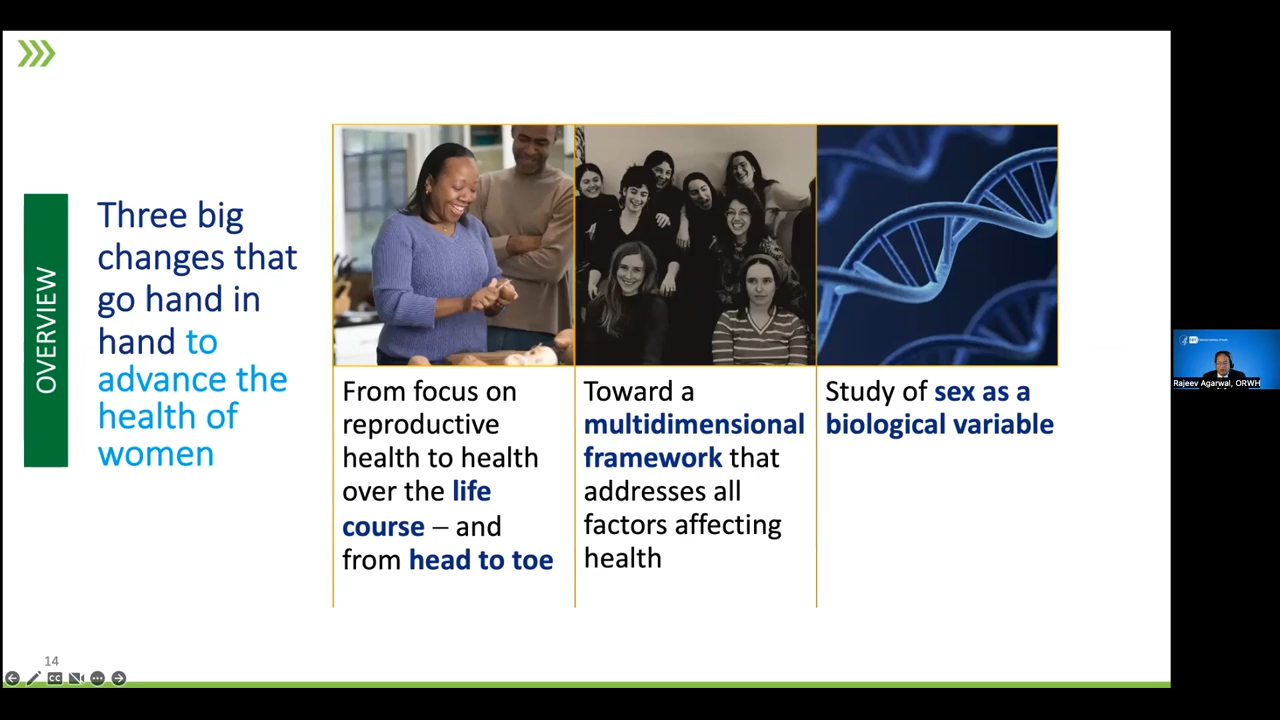 OVERVIEW
Three big
changes that
go hand in
hand to
advance the
health of
women
From focus on
reproductive
health to health
over the life
course – and
from head to toe
Toward a
multidimensional
framework that
addresses all
factors affecting
health
Study of sex as a
biological variable
14
CC
Rajeev Agarwal, ORWH